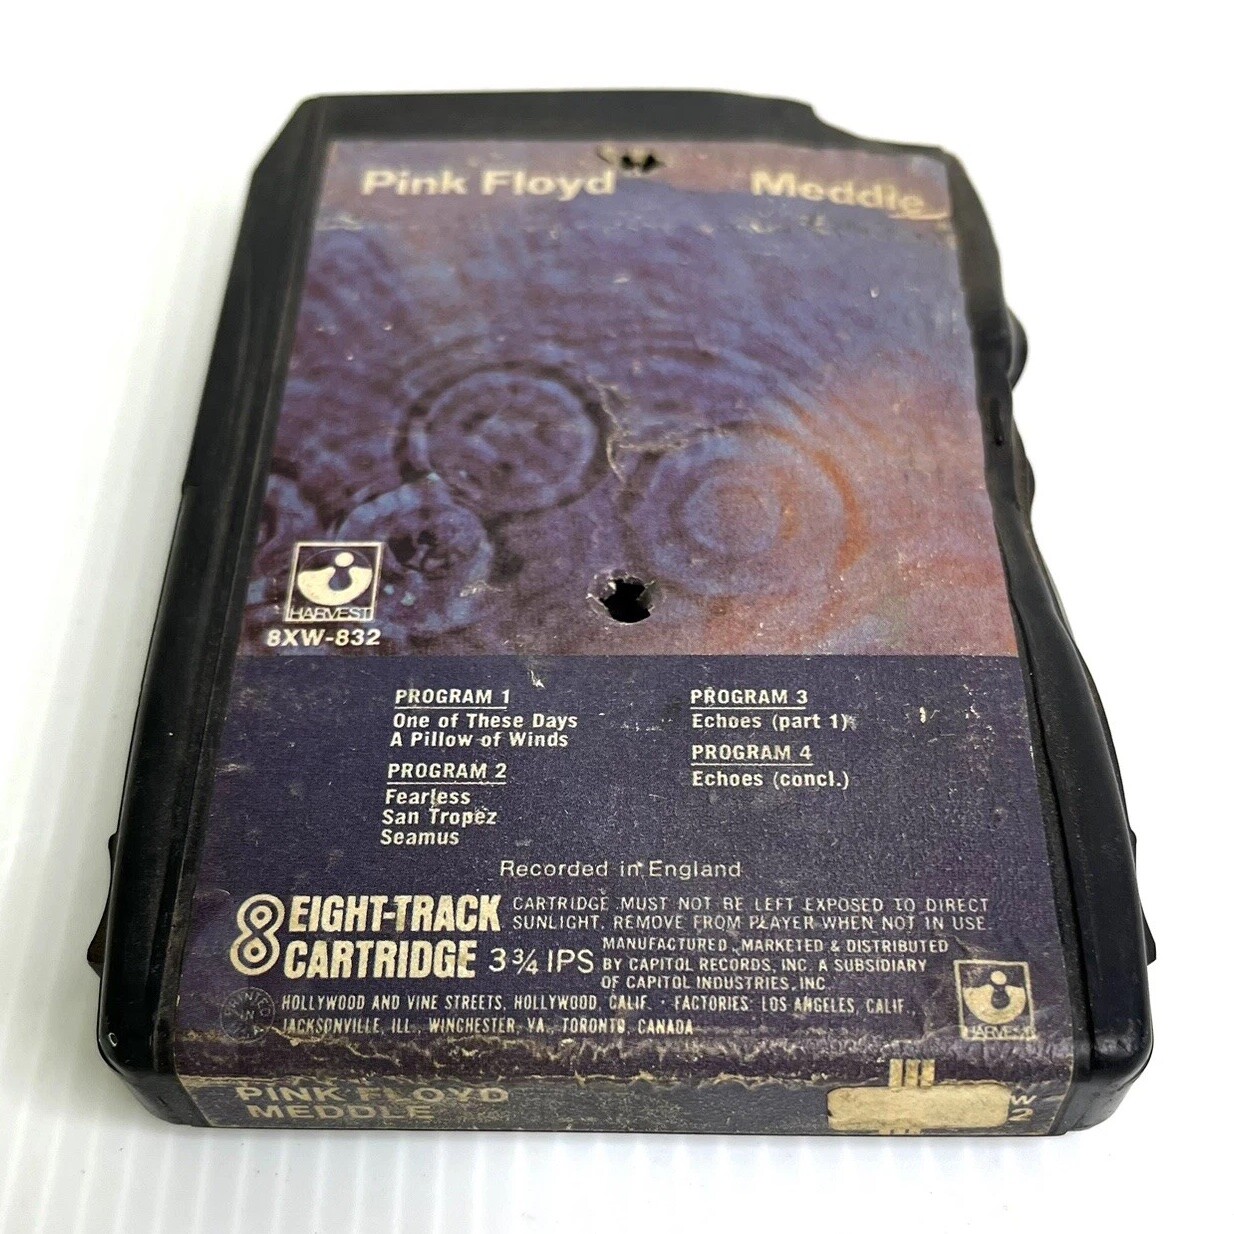 Pink Floyd Meddle
HARVEST
8XW-832
PROGRAM 1
One of These Days
A Pillow of Winds
PROGRAM 2
Fearless
San Tropez
Seamus
PROGRAM 3
Echoes (part 1)
PROGRAM 4
Echoes (concl.)
Recorded in England
8 EIGHT-TRACK
CARTRIDGE
CARTRIDGE MUST NOT BE LEFT EXPOSED TO DIRECT
SUNLIGHT. REMOVE FROM PLAYER WHEN NOT IN USE.
3¾ IPS
MANUFACTURED, MARKETED & DISTRIBUTED
BY CAPITOL RECORDS, INC. A SUBSIDIARY
OF CAPITOL INDUSTRIES, INC.
HOLLYWOOD AND VINE STREETS, HOLLYWOOD, CALIF. · FACTORIES: LOS ANGELES, CALIF.,
JACKSONVILLE, ILL., WINCHESTER, VA., TORONTO, CANADA
PRINTED
IN
HARVEST
PINK FLOYD
MEDDLE
W
2